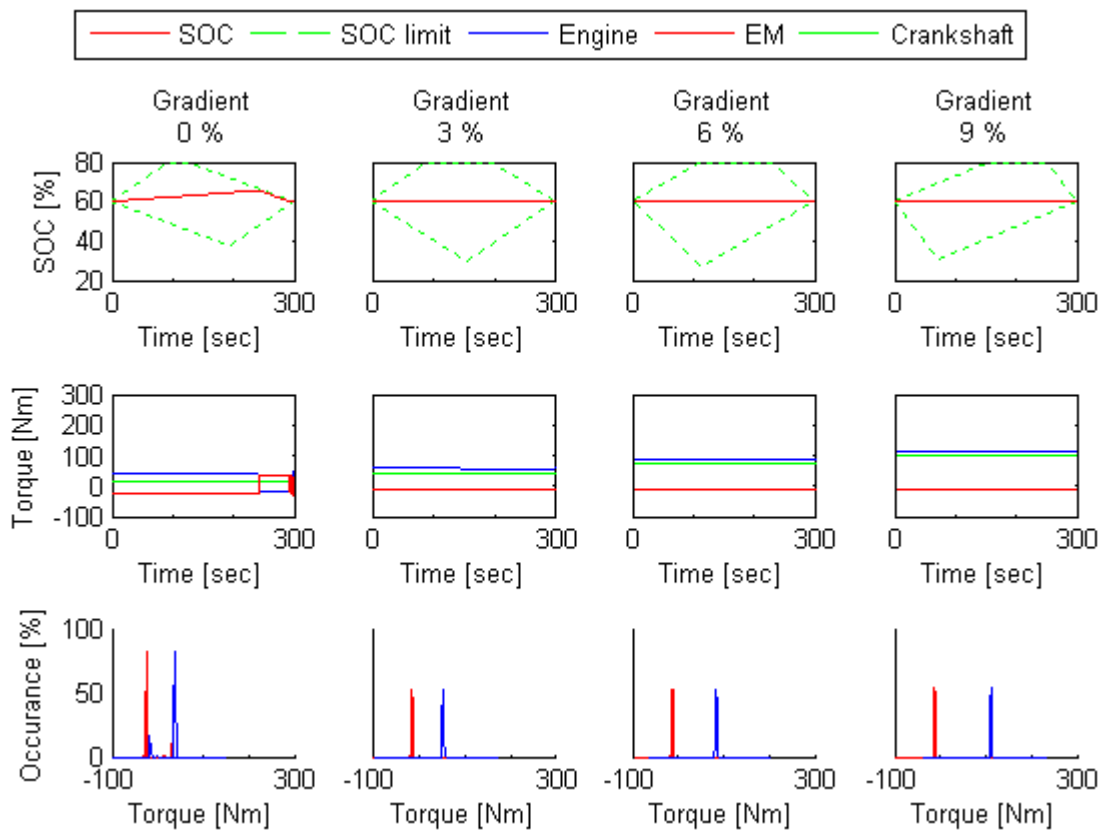 SOC SOC limit Engine EM Crankshaft
Gradient Gradient Gradient Gradient
0 % 3 % 6 % 9 %
SOC [%]
80
60
40
20
0 300 0 300 0 300 0 300
Time [sec] Time [sec] Time [sec] Time [sec]
Torque [Nm]
300
200
100
0
-100
0 300 0 300 0 300 0 300
Time [sec] Time [sec] Time [sec] Time [sec]
Occurance [%]
100
50
0
-100 300 -100 300 -100 300 -100 300
Torque [Nm] Torque [Nm] Torque [Nm] Torque [Nm]